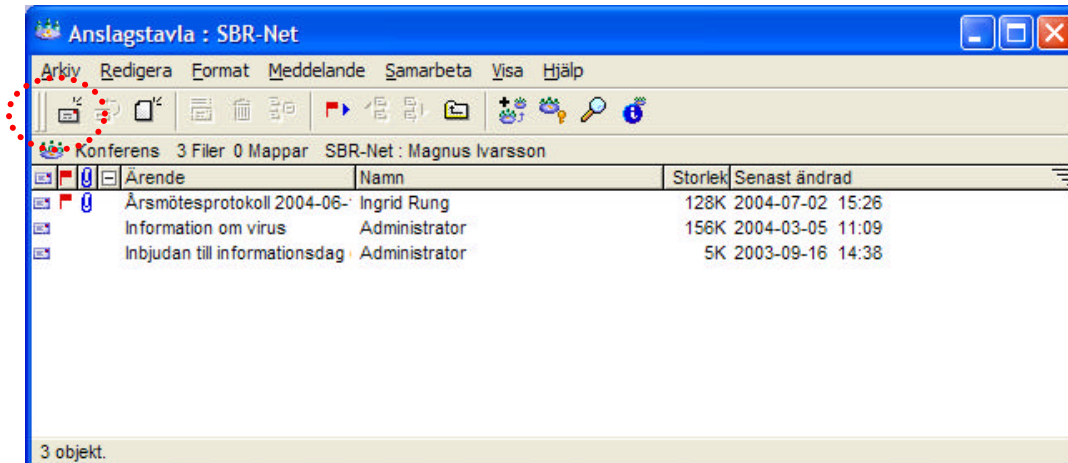 Anslagstavla : SBR-Net
Arkiv Redigera Format Meddelande Samarbeta Visa Hjälp
Konferens 3 Filer 0 Mappar SBR-Net : Magnus Ivarsson
Ärende Namn Storlek Senast ändrad
Årsmötesprotokoll 2004-06- Ingrid Rung 128K 2004-07-02 15:26
Information om virus Administrator 156K 2004-03-05 11:09
Inbjudan till informationsdag Administrator 5K 2003-09-16 14:38
3 objekt.